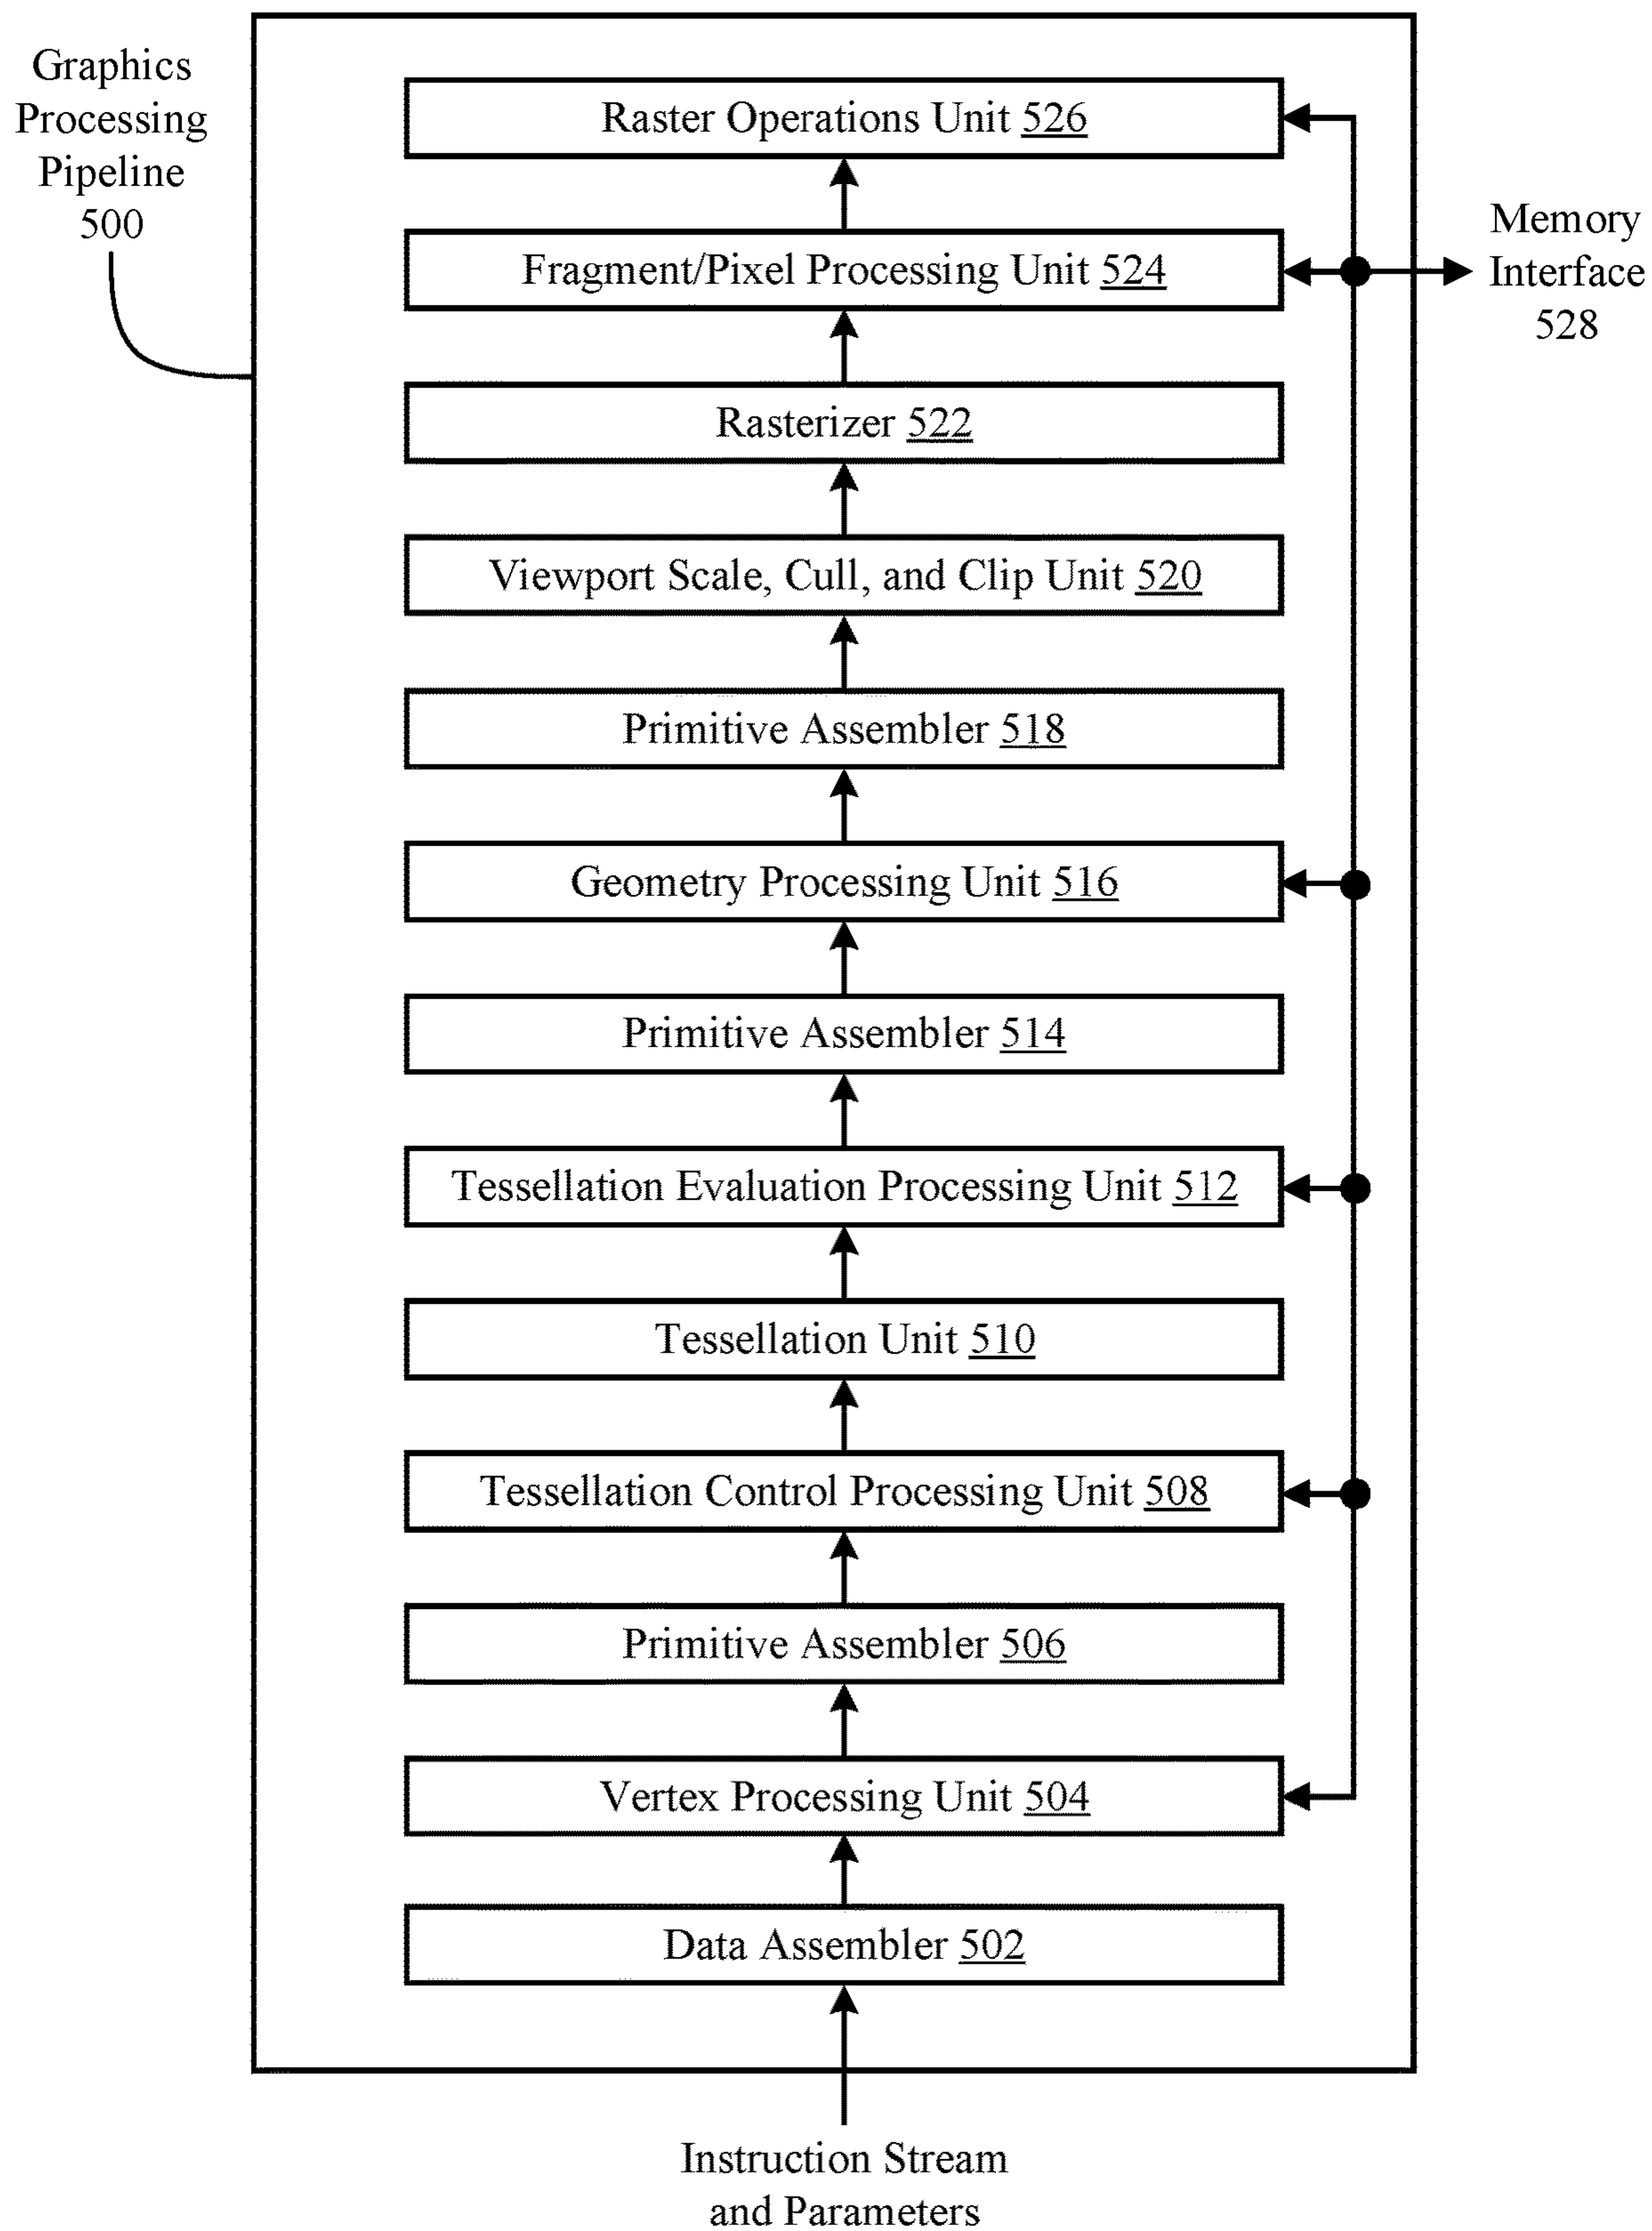 Graphics
Processing
Pipeline
500
Raster Operations Unit 526
Fragment/Pixel Processing Unit 524
Memory
Interface
528
Rasterizer 522
Viewport Scale, Cull, and Clip Unit 520
Primitive Assembler 518
Geometry Processing Unit 516
Primitive Assembler 514
Tessellation Evaluation Processing Unit 512
Tessellation Unit 510
Tessellation Control Processing Unit 508
Primitive Assembler 506
Vertex Processing Unit 504
Data Assembler 502
Instruction Stream
and Parameters